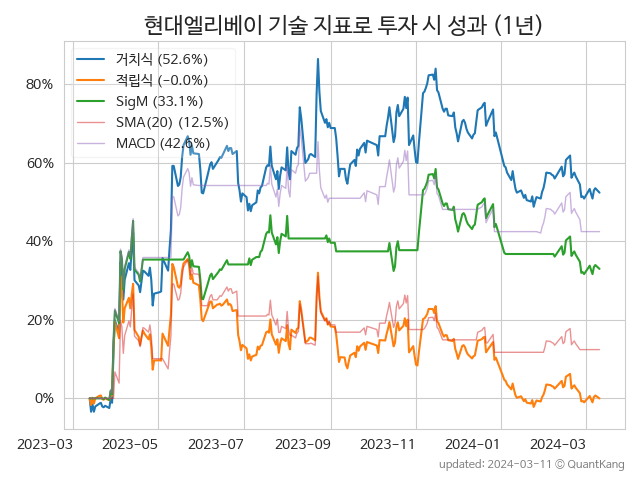 현대엘리베이 기술 지표로 투자 시 성과 (1년)
거치식 (52.6%)
적립식 (-0.0%)
SigM (33.1%)
SMA(20) (12.5%)
MACD (42.6%)
80%
60%
40%
20%
0%
2023-03 2023-05 2023-07 2023-09 2023-11 2024-01 2024-03
updated: 2024-03-11 © QuantKang